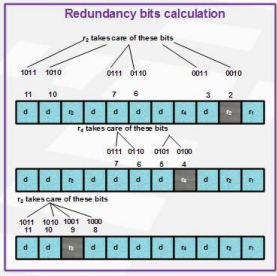 Redundancy bits calculation
r2 takes care of these bits
1011 1010 0111 0110 0011 0010
11 10 7 6 3 2
d d r8 d d d d r4 d r2 r1
r4 takes care of these bits
0111 0110 0101 0100
7 6 5 4
d d r8 d d d d r4 d r2 r1
r8 takes care of these bits
1011 1010 1001 1000
11 10 9 8
d d r8 d d d d r4 d r2 r1